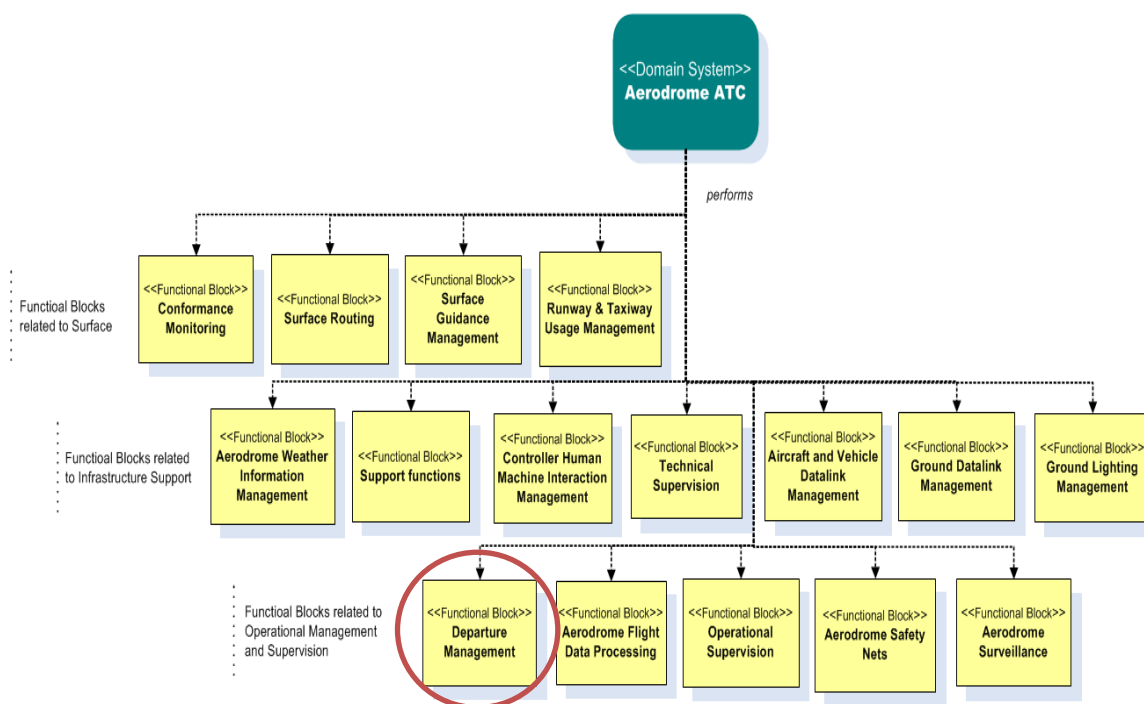 <<Domain System>>
Aerodrome ATC
performs
Functioal Blocks
related to Surface
<<Functional Block>>
Conformance
Monitoring
<<Functional Block>>
Surface Routing
<<Functional Block>>
Surface
Guidance
Management
<<Functional Block>>
Runway & Taxiway
Usage Management
Functioal Blocks related
to Infrastructure Support
<<Functional Block>>
Aerodrome Weather
Information
Management
<<Functional Block>>
Support functions
<<Functional Block>>
Controller Human
Machine Interaction
Management
<<Functional Block>>
Technical
Supervision
<<Functional Block>>
Aircraft and Vehicle
Datalink
Management
<<Functional Block>>
Ground Datalink
Management
<<Functional Block>>
Ground Lighting
Management
Functioal Blocks related to
Operational Management
and Supervision
<<Functional Block>>
Departure
Management
<<Functional Block>>
Aerodrome Flight
Data Processing
<<Functional Block>>
Operational
Supervision
<<Functional Block>>
Aerodrome Safety
Nets
<<Functional Block>>
Aerodrome
Surveillance